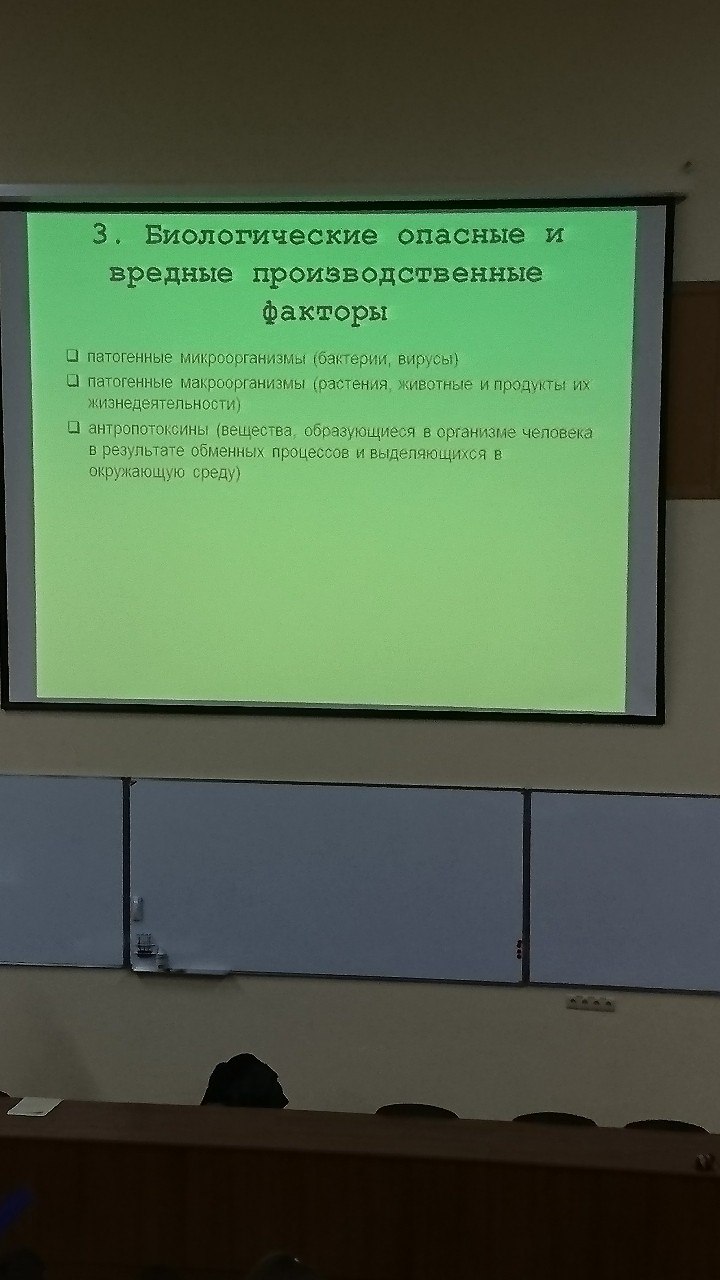 3. Биологические опасные и
вредные производственные
факторы
патогенные микроорганизмы (бактерии, вирусы)
патогенные макроорганизмы (растения, животные и продукты их
жизнедеятельности)
антропотоксины (вещества, образующиеся в организме человека
в результате обменных процессов и выделяющихся в
окружающую среду)